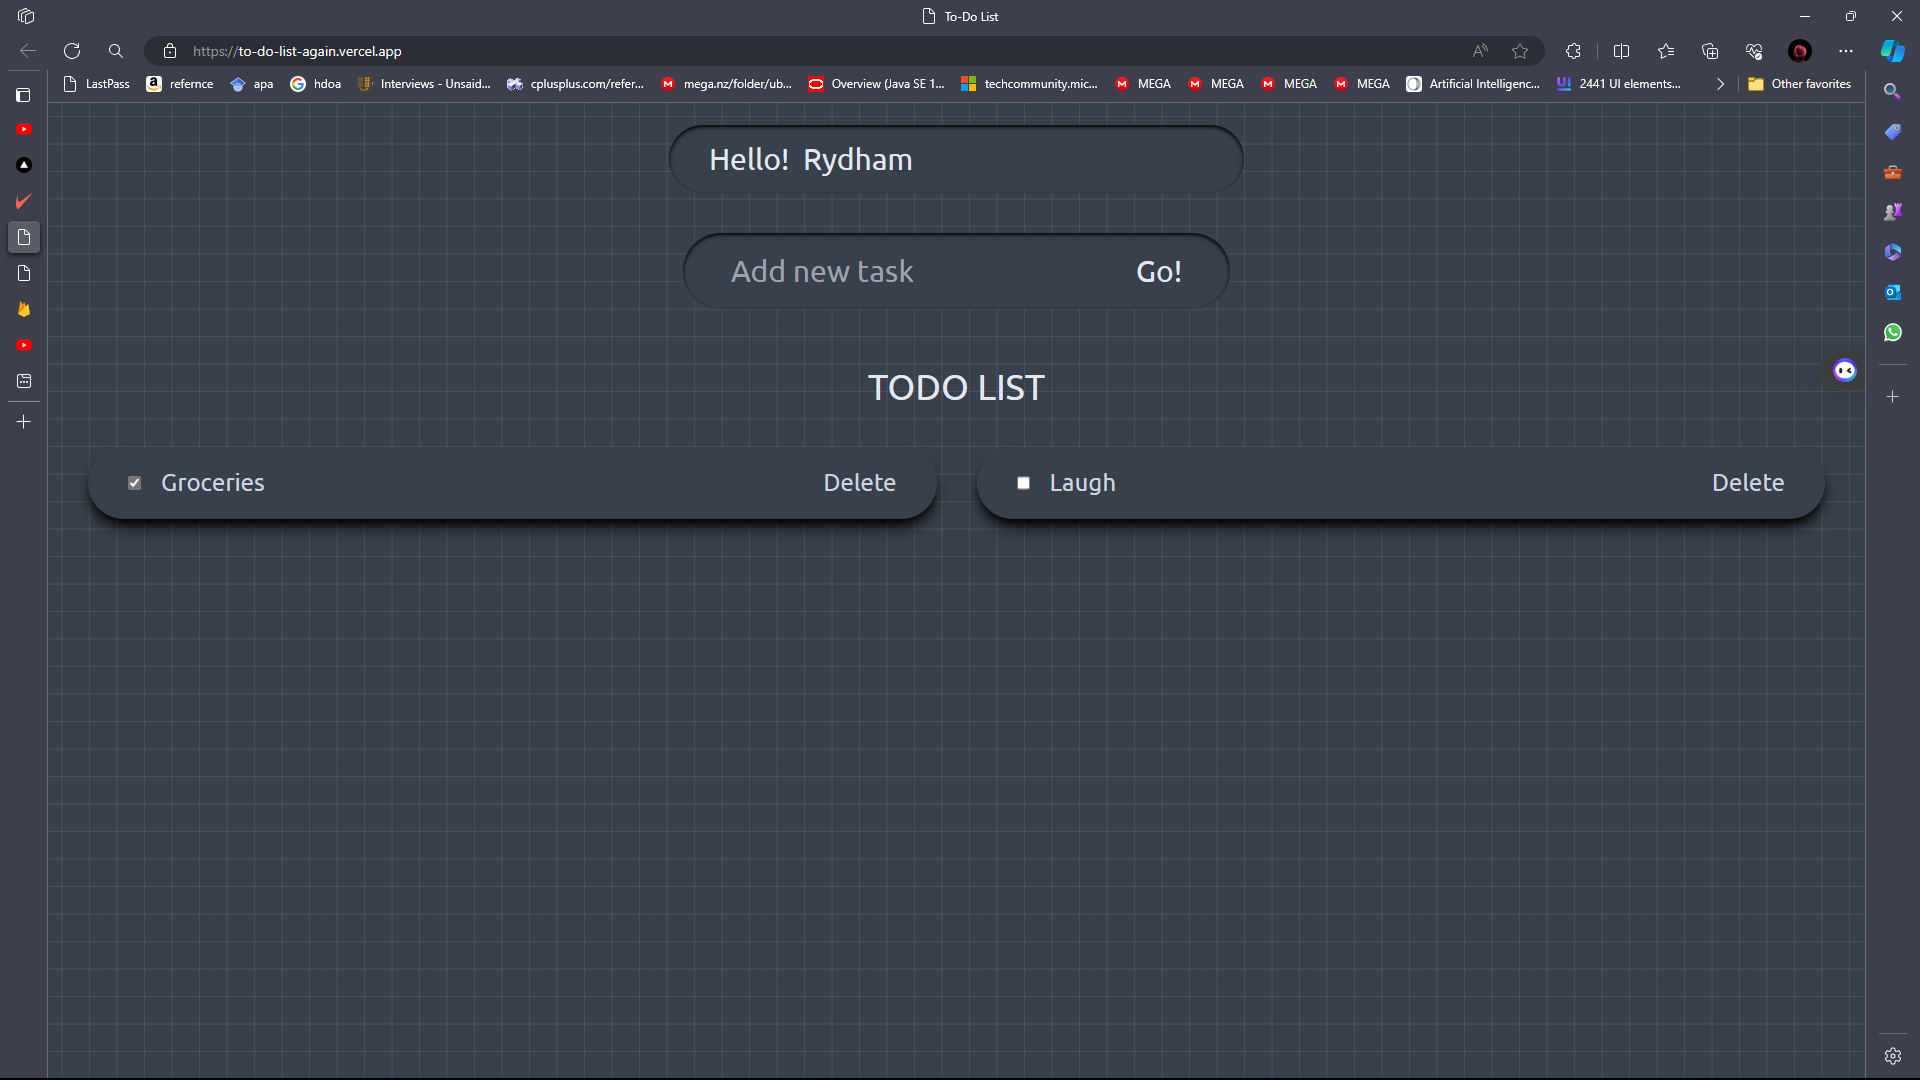 To-Do List
https://to-do-list-again.vercel.app
LastPass
refernce
apa
hdoa
Interviews - Unsaid...
cplusplus.com/refer...
mega.nz/folder/ub...
Overview (Java SE 1...
techcommunity.mic...
MEGA
MEGA
MEGA
MEGA
Artificial Intelligenc...
2441 UI elements...
Other favorites
Hello! Rydham
Add new task
Go!
TODO LIST
Groceries
Delete
Laugh
Delete